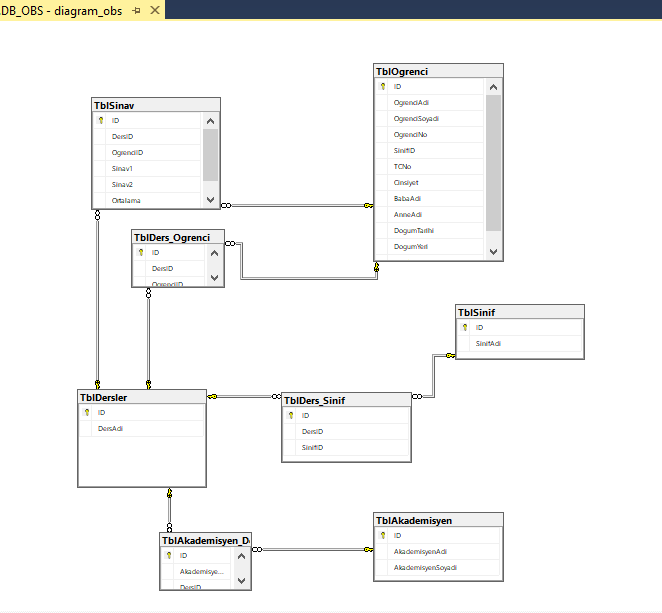 .DB_OBS - diagram_obs
TblSinav
ID
DersID
OgrenciID
Sinav1
Sinav2
Ortalama
TblOgrenci
ID
OgrenciAdi
OgrenciSoyadi
OgrenciNo
SinifID
TCNo
Cinsiyet
BabaAdi
AnneAdi
DogumTarihi
DogumYeri
TblDers_Ogrenci
ID
DersID
OgrenciID
TblSinif
ID
SinifAdi
TblDersler
ID
DersAdi
TblDers_Sinif
ID
DersID
SinifID
TblAkademisyen_D
ID
Akademisye...
DersID
TblAkademisyen
ID
AkademisyenAdi
AkademisyenSoyadi